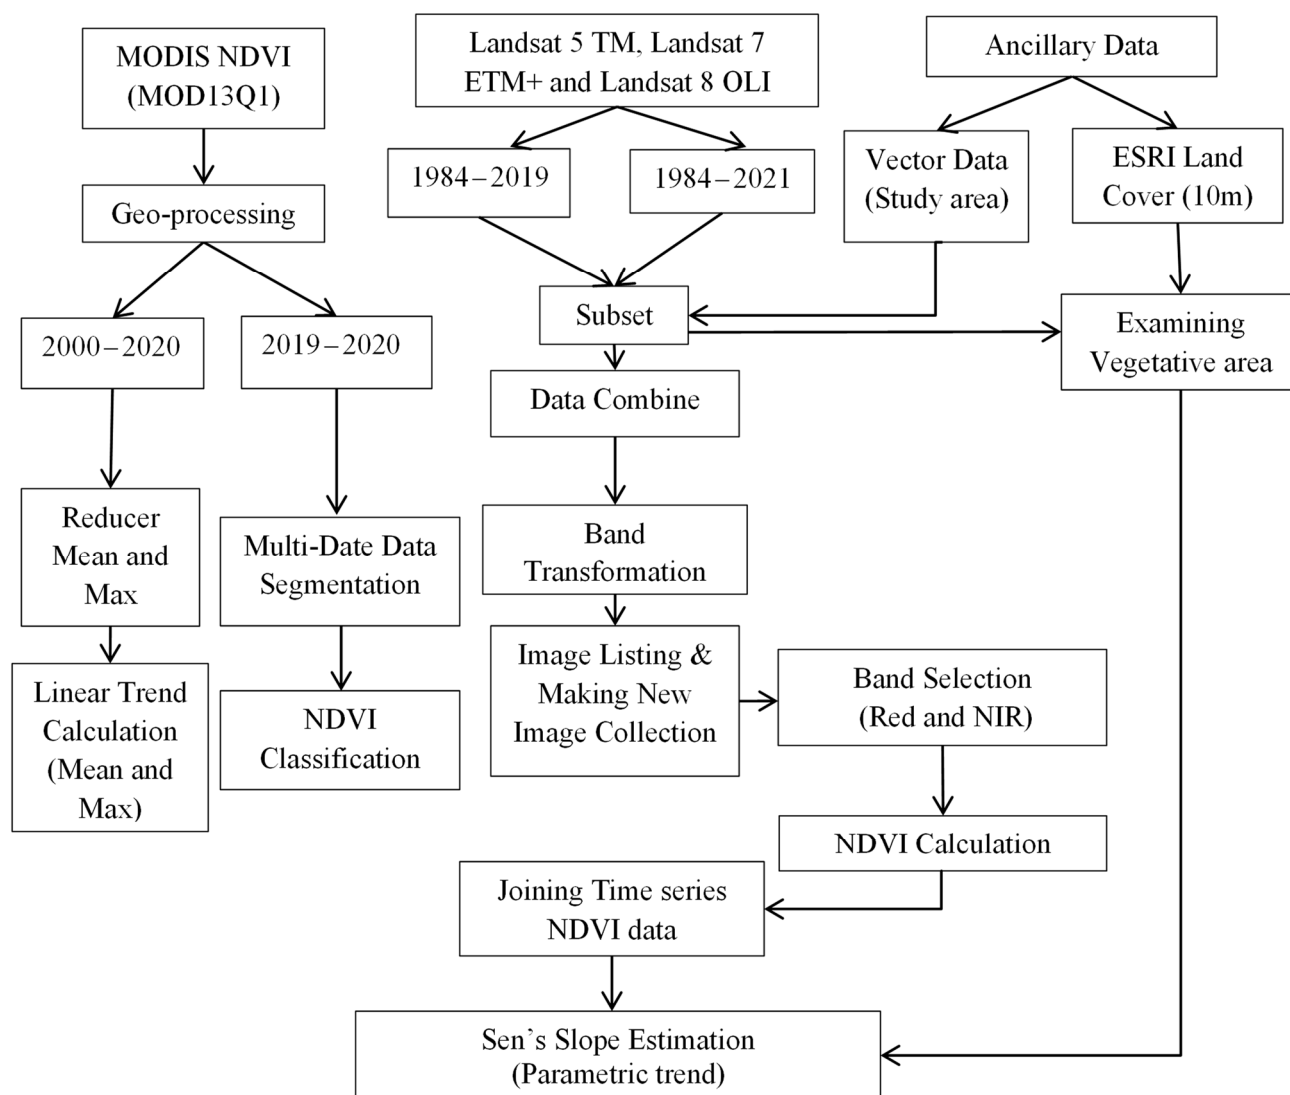 MODIS NDVI
(MOD13Q1)
Landsat 5 TM, Landsat 7
ETM+ and Landsat 8 OLI
Ancillary Data
1984–2019
1984–2021
Vector Data
(Study area)
ESRI Land
Cover (10m)
Geo-processing
2000–2020
2019–2020
Subset
Examining
Vegetative area
Data Combine
Reducer
Mean and
Max
Multi-Date Data
Segmentation
Band
Transformation
Linear Trend
Calculation
(Mean and
Max)
NDVI
Classification
Image Listing &
Making New
Image Collection
Band Selection
(Red and NIR)
NDVI Calculation
Joining Time series
NDVI data
Sen’s Slope Estimation
(Parametric trend)